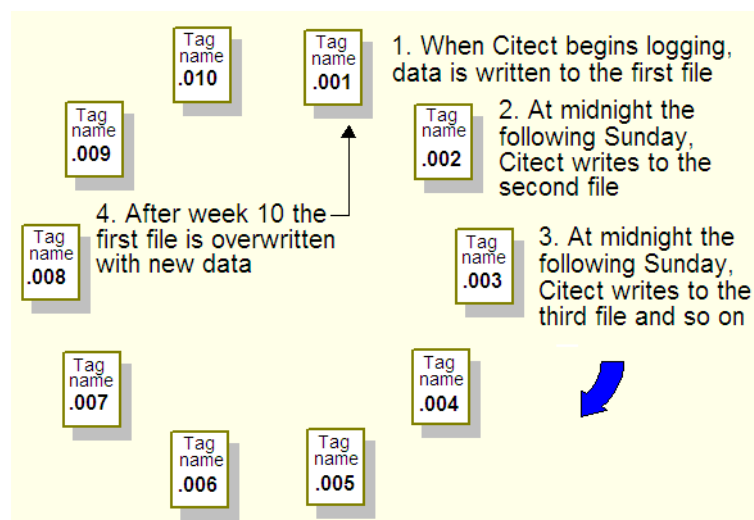 1. When Citect begins logging,
data is written to the first file
Tag
name
.001
2. At midnight the
following Sunday,
Citect writes to the
second file
Tag
name
.002
3. At midnight the
following Sunday,
Citect writes to the
third file and so on
Tag
name
.003
Tag
name
.004
Tag
name
.005
Tag
name
.006
Tag
name
.007
Tag
name
.008
Tag
name
.009
Tag
name
.010
4. After week 10 the
first file is overwritten
with new data